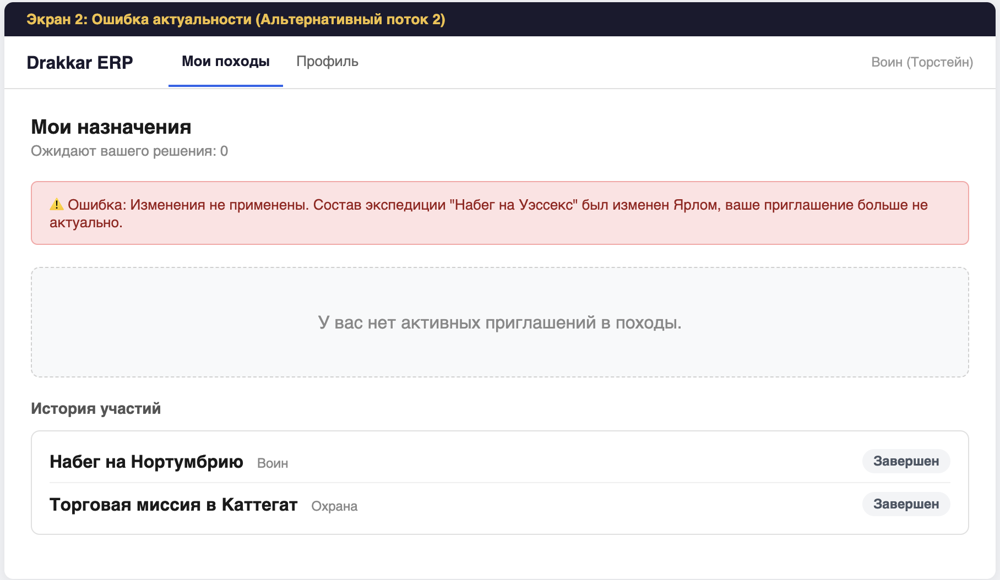 Экран 2: Ошибка актуальности (Альтернативный поток 2)
Drakkar ERP
Мои походы
Профиль
Воин (Торстейн)
Мои назначения
Ожидают вашего решения: 0
⚠️ Ошибка: Изменения не применены. Состав экспедиции "Набег на Уэссекс" был изменен Ярлом, ваше приглашение больше не
актуально.
У вас нет активных приглашений в походы.
История участий
Набег на Нортумбрию Воин
Завершен
Торговая миссия в Каттегат Охрана
Завершен